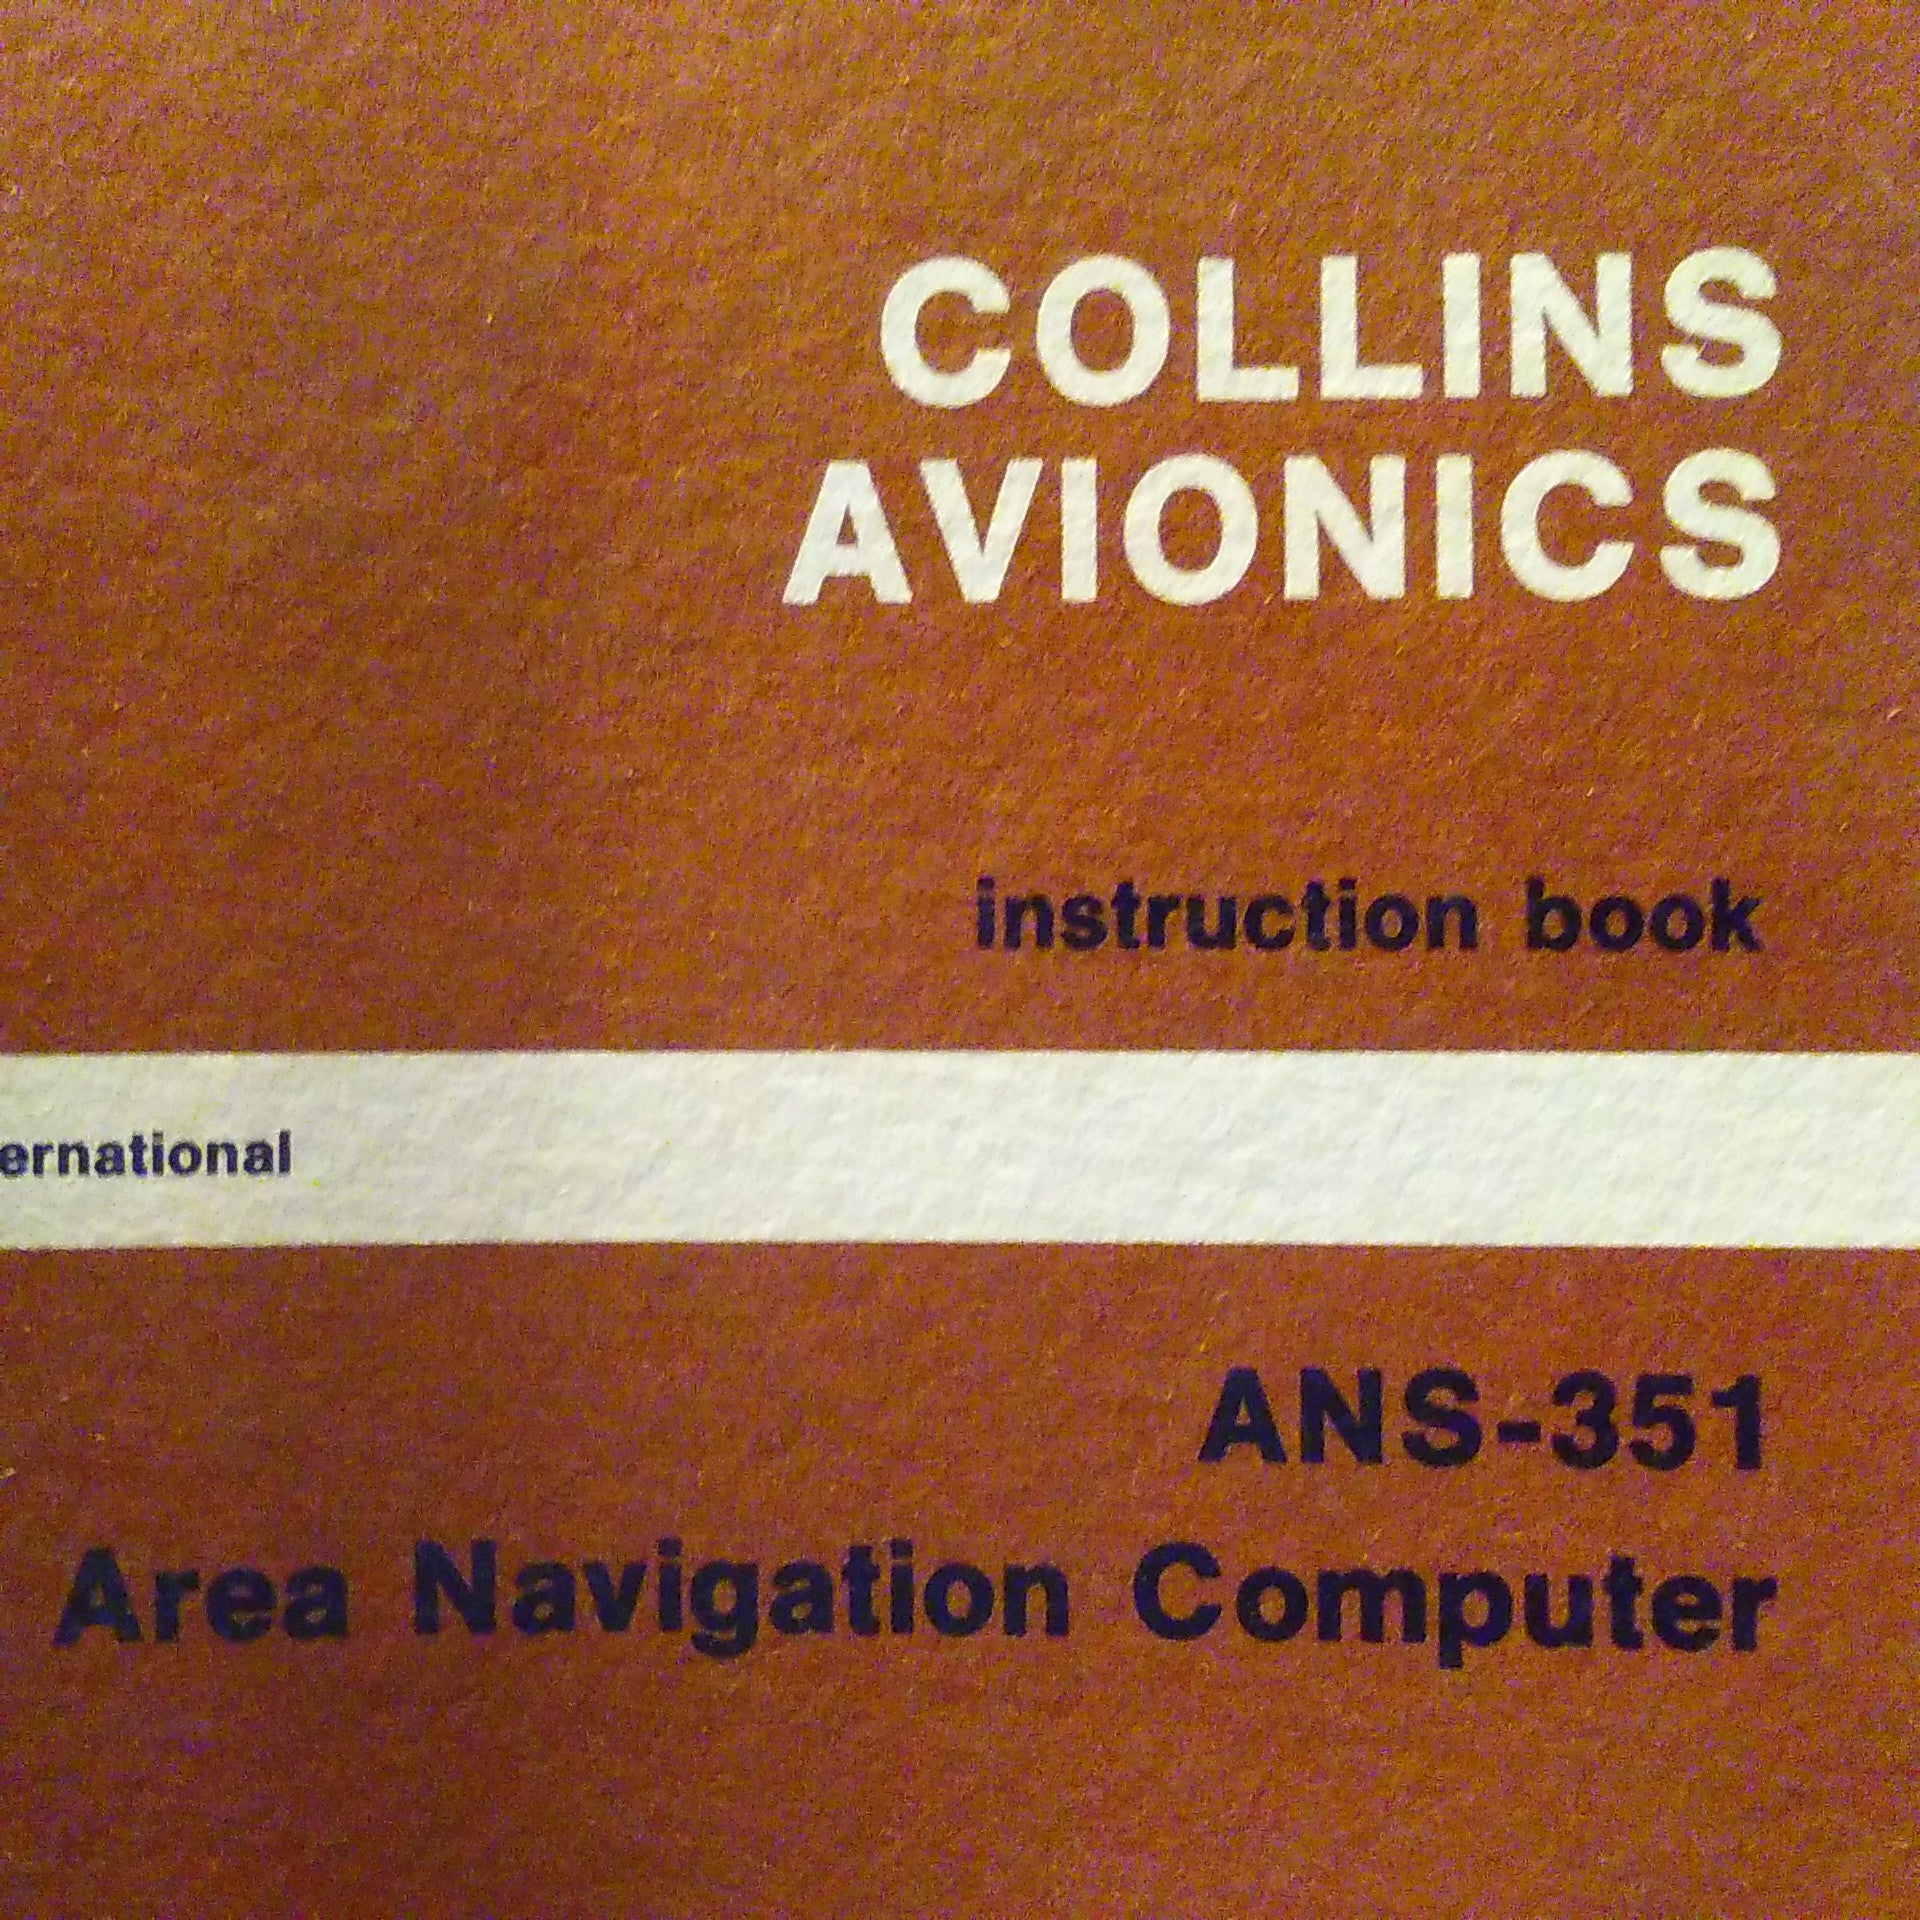 COLLINS
AVIONICS
instruction book
ernational
ANS-351
Area Navigation Computer